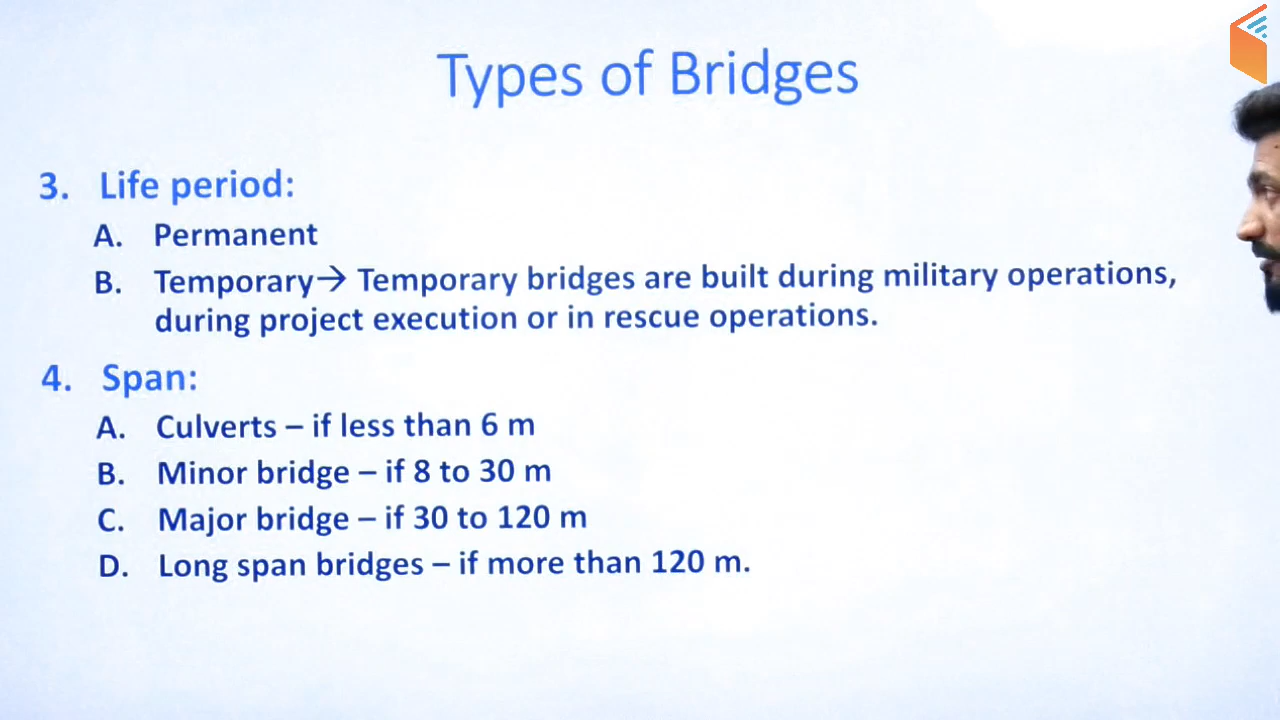 Types of Bridges
3. Life period:
A. Permanent
B. Temporary→ Temporary bridges are built during military operations,
during project execution or in rescue operations.
4. Span:
A. Culverts – if less than 6 m
B. Minor bridge – if 8 to 30 m
C. Major bridge – if 30 to 120 m
D. Long span bridges – if more than 120 m.